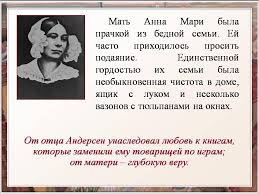 Мать Анна Мари была
прачкой из бедной семьи. Ей
часто приходилось просить
подаяние. Единственной
гордостью их семьи была
необыкновенная чистота в доме,
ящик с луком и несколько
вазонов с тюльпанами на окнах.
От отца Андерсен унаследовал любовь к книгам,
которые заменили ему товарищей по играм;
от матери – глубокую веру.